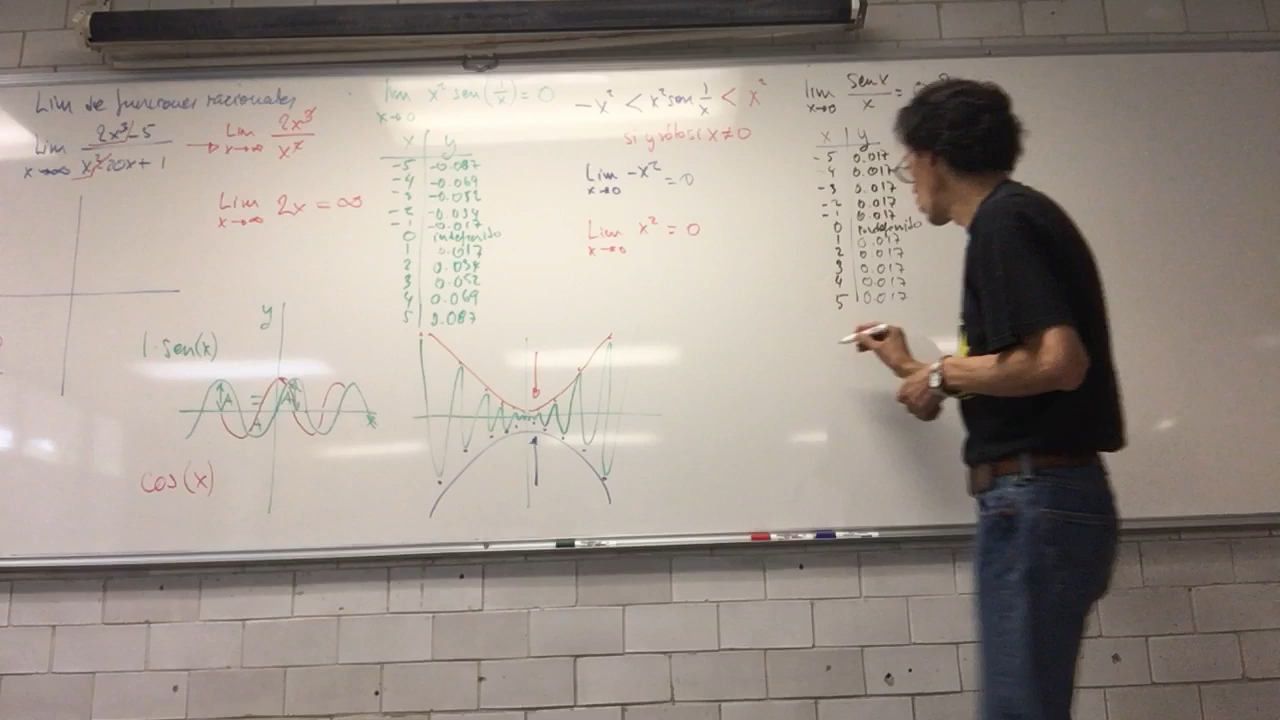 Lim de funciones racionales
Lim x→∞ 2x³-5 / x²-20x+1 → Lim x→∞ 2x³ / x²
Lim x→∞ 2x = ∞
y
1·sen(x)
A = A
x
cos(x)
lim x→0 x² sen(1/x) = 0
x | y
-5 | -0.087
-4 | -0.069
-3 | -0.052
-2 | -0.034
-1 | -0.017
0 | indefinido
1 | 0.017
2 | 0.034
3 | 0.052
4 | 0.069
5 | 0.087
-x² < x² sen 1/x < x²
si y sólo si x≠0
Lim x→0 -x² = 0
Lim x→0 x² = 0
lim x→0 sen x / x =
x | y
-5 | 0.017
-4 | 0.017
-3 | 0.017
-2 | 0.017
-1 | 0.017
0 | indefinido
1 | 0.017
2 | 0.017
3 | 0.017
4 | 0.017
5 | 0.017